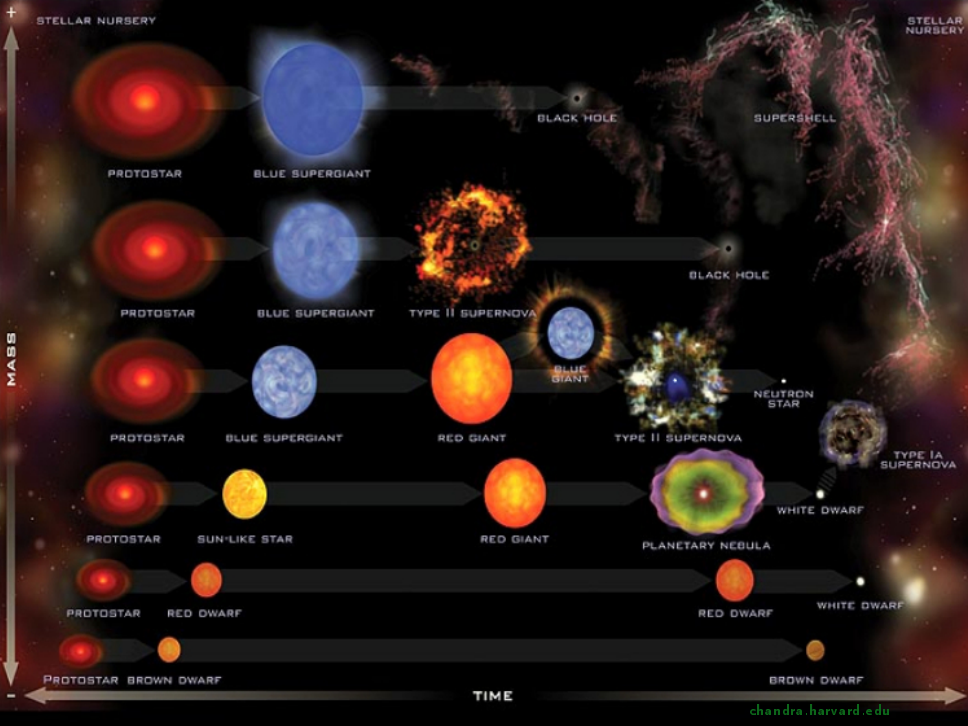 +
STELLAR NURSERY
STELLAR
NURSERY
BLACK HOLE
SUPERSHELL
PROTOSTAR
BLUE SUPERGIANT
BLACK HOLE
PROTOSTAR
BLUE SUPERGIANT
TYPE II SUPERNOVA
MASS
BLUE
GIANT
NEUTRON
STAR
PROTOSTAR
BLUE SUPERGIANT
RED GIANT
TYPE II SUPERNOVA
TYPE IA
SUPERNOVA
WHITE DWARF
PROTOSTAR
SUN-LIKE STAR
RED GIANT
PLANETARY NEBULA
PROTOSTAR
RED DWARF
RED DWARF
WHITE DWARF
PROTOSTAR
BROWN DWARF
BROWN DWARF
-
TIME
chandra.harvard.edu